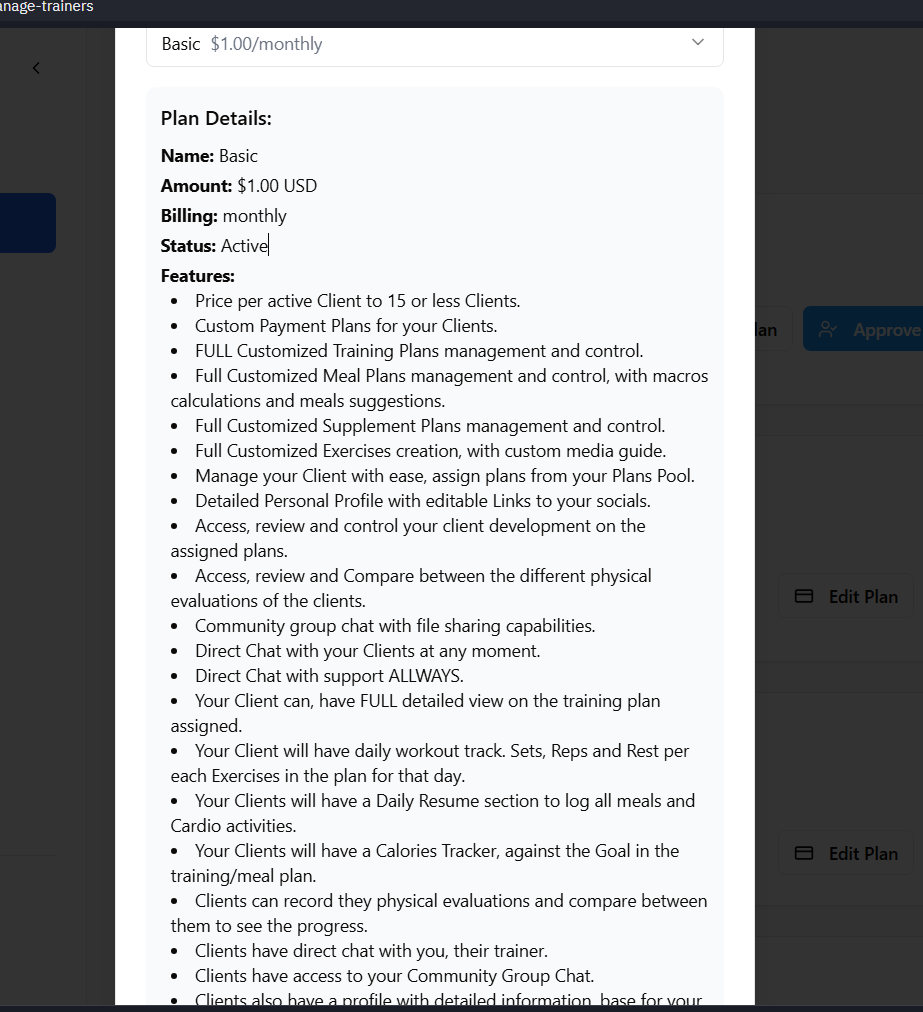 anage-trainers
Basic $1.00/monthly
Plan Details:
Name: Basic
Amount: $1.00 USD
Billing: monthly
Status: Active
Features:
• Price per active Client to 15 or less Clients.
• Custom Payment Plans for your Clients.
• FULL Customized Training Plans management and control.
• Full Customized Meal Plans management and control, with macros
calculations and meals suggestions.
• Full Customized Supplement Plans management and control.
• Full Customized Exercises creation, with custom media guide.
• Manage your Client with ease, assign plans from your Plans Pool.
• Detailed Personal Profile with editable Links to your socials.
• Access, review and control your client development on the
assigned plans.
• Access, review and Compare between the different physical
evaluations of the clients.
• Community group chat with file sharing capabilities.
• Direct Chat with your Clients at any moment.
• Direct Chat with support ALLWAYS.
• Your Client can, have FULL detailed view on the training plan
assigned.
• Your Client will have daily workout track. Sets, Reps and Rest per
each Exercises in the plan for that day.
• Your Clients will have a Daily Resume section to log all meals and
Cardio activities.
• Your Clients will have a Calories Tracker, against the Goal in the
training/meal plan.
• Clients can record they physical evaluations and compare between
them to see the progress.
• Clients have direct chat with you, their trainer.
• Clients have access to your Community Group Chat.
• Clients also have a profile with detailed information, base for your
lan
Approve
Edit Plan
Edit Plan